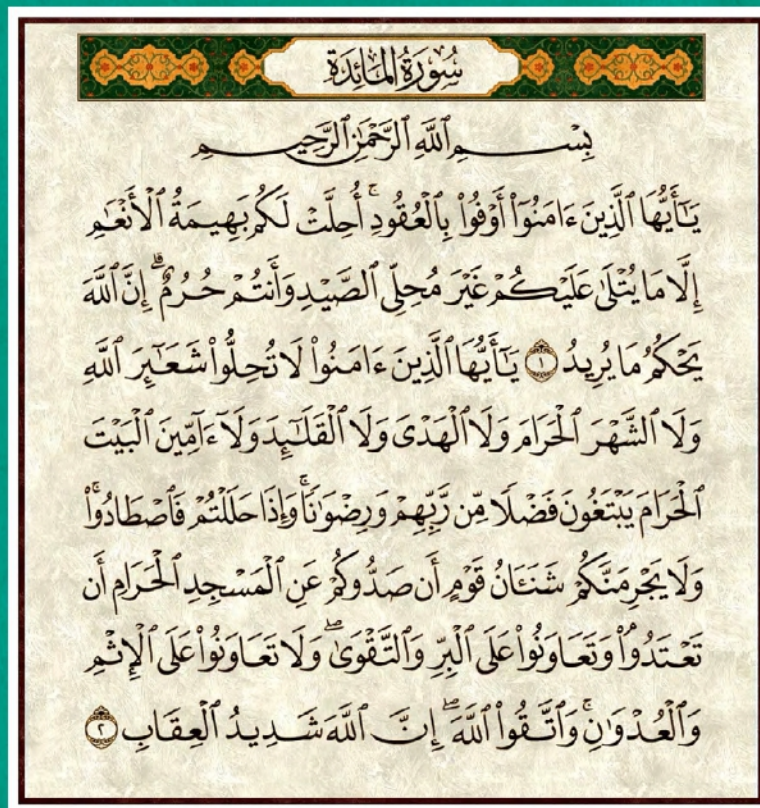 سُورَةُ المَائِدَةِ
بِسْمِ ٱللَّهِ ٱلرَّحْمَٰنِ ٱلرَّحِيمِ
يَٰٓأَيُّهَا ٱلَّذِينَ ءَامَنُوٓا۟ أَوْفُوا۟ بِٱلْعُقُودِ ۚ أُحِلَّتْ لَكُم بَهِيمَةُ ٱلْأَنْعَٰمِ
إِلَّا مَا يُتْلَىٰ عَلَيْكُمْ غَيْرَ مُحِلِّى ٱلصَّيْدِ وَأَنتُمْ حُرُمٌ ۗ إِنَّ ٱللَّهَ
يَحْكُمُ مَا يُرِيدُ ١ يَٰٓأَيُّهَا ٱلَّذِينَ ءَامَنُوا۟ لَا تُحِلُّوا۟ شَعَٰٓئِرَ ٱللَّهِ
وَلَا ٱلشَّهْرَ ٱلْحَرَامَ وَلَا ٱلْهَدْىَ وَلَا ٱلْقَلَٰٓئِدَ وَلَآ ءَآمِّينَ ٱلْبَيْتَ
ٱلْحَرَامَ يَبْتَغُونَ فَضْلًا مِّن رَّبِّهِمْ وَرِضْوَٰنًا ۚ وَإِذَا حَلَلْتُمْ فَٱصْطَادُوا۟ ۚ
وَلَا يَجْرِمَنَّكُمْ شَنَـَٔانُ قَوْمٍ أَن صَدُّوكُمْ عَنِ ٱلْمَسْجِدِ ٱلْحَرَامِ أَن
تَعْتَدُوا۟ ۘ وَتَعَاوَنُوا۟ عَلَى ٱلْبِرِّ وَٱلتَّقْوَىٰ ۖ وَلَا تَعَاوَنُوا۟ عَلَى ٱلْإِثْمِ
وَٱلْعُدْوَٰنِ ۚ وَٱتَّقُوا۟ ٱللَّهَ ۖ إِنَّ ٱللَّهَ شَدِيدُ ٱلْعِقَابِ ٢